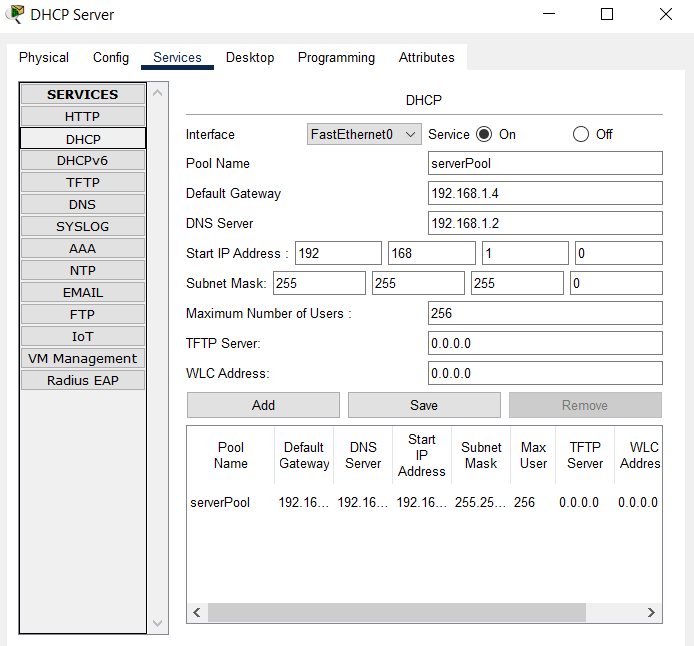 DHCP Server
Physical Config Services Desktop Programming Attributes
SERVICES
HTTP
DHCP
DHCPv6
TFTP
DNS
SYSLOG
AAA
NTP
EMAIL
FTP
IoT
VM Management
Radius EAP
DHCP
Interface FastEthernet0 Service On Off
Pool Name serverPool
Default Gateway 192.168.1.4
DNS Server 192.168.1.2
Start IP Address : 192 168 1 0
Subnet Mask: 255 255 255 0
Maximum Number of Users : 256
TFTP Server: 0.0.0.0
WLC Address: 0.0.0.0
Add Save Remove
Pool Name Default Gateway DNS Server Start IP Address Subnet Mask Max User TFTP Server WLC Addres
serverPool 192.16... 192.16... 192.16... 255.25... 256 0.0.0.0 0.0.0.0